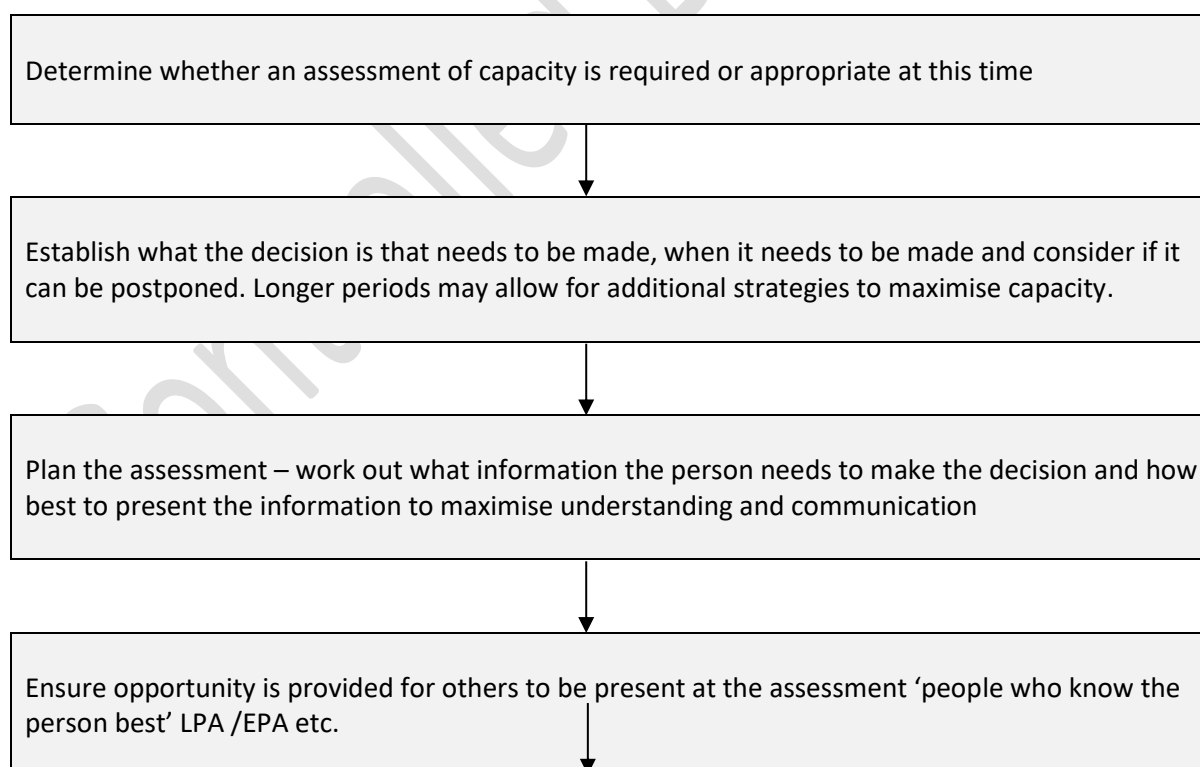 Determine whether an assessment of capacity is required or appropriate at this time
Establish what the decision is that needs to be made, when it needs to be made and consider if it
can be postponed. Longer periods may allow for additional strategies to maximise capacity.
Plan the assessment – work out what information the person needs to make the decision and how
best to present the information to maximise understanding and communication
Ensure opportunity is provided for others to be present at the assessment ‘people who know the
person best’ LPA /EPA etc.